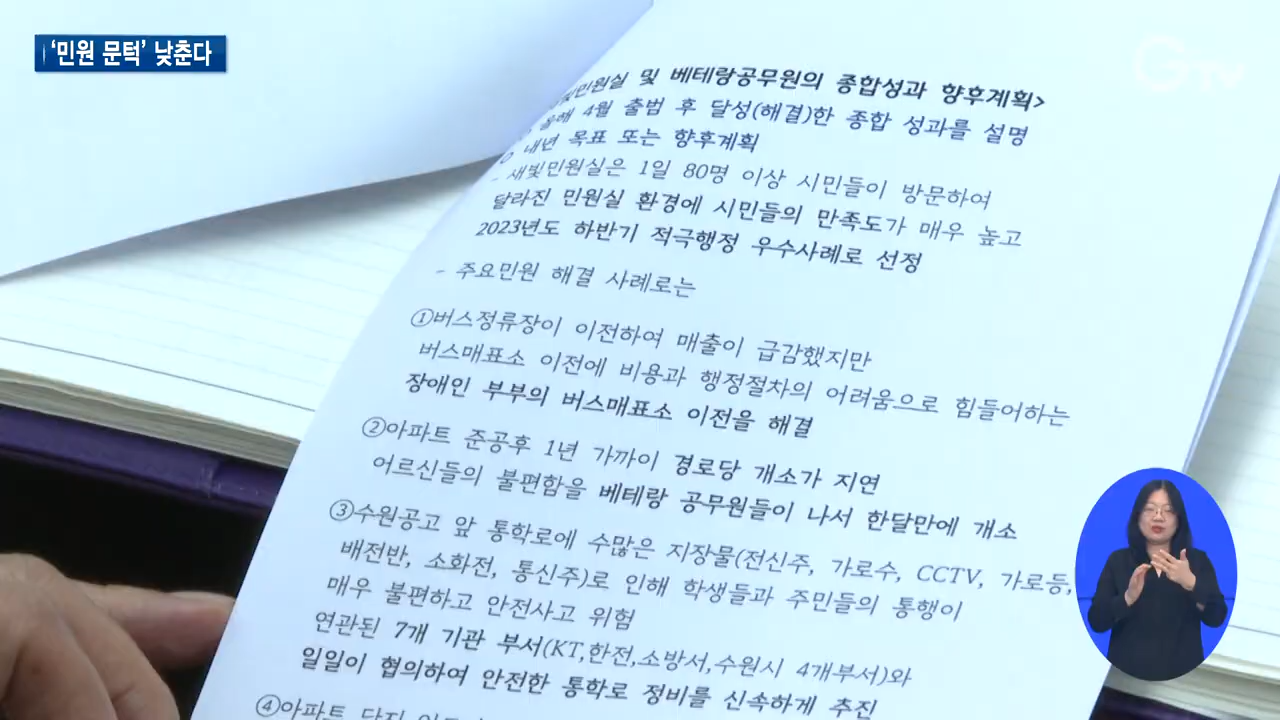 ‘민원 문턱’ 낮춘다
GTV
민원실 및 베테랑공무원의 종합성과 향후계획>
올해 4월 출범 후 달성(해결)한 종합 성과를 설명
○ 내년 목표 또는 향후계획
- 새빛민원실은 1일 80명 이상 시민들이 방문하여
달라진 민원실 환경에 시민들의 만족도가 매우 높고
2023년도 하반기 적극행정 우수사례로 선정
- 주요민원 해결 사례로는
①버스정류장이 이전하여 매출이 급감했지만
버스매표소 이전에 비용과 행정절차의 어려움으로 힘들어하는
장애인 부부의 버스매표소 이전을 해결
②아파트 준공후 1년 가까이 경로당 개소가 지연
어르신들의 불편함을 베테랑 공무원들이 나서 한달만에 개소
③수원공고 앞 통학로에 수많은 지장물(전신주, 가로수, CCTV, 가로등,
배전반, 소화전, 통신주)로 인해 학생들과 주민들의 통행이
매우 불편하고 안전사고 위험
연관된 7개 기관 부서(KT,한전,소방서,수원시 4개부서)와
일일이 협의하여 안전한 통학로 정비를 신속하게 추진
④아파트